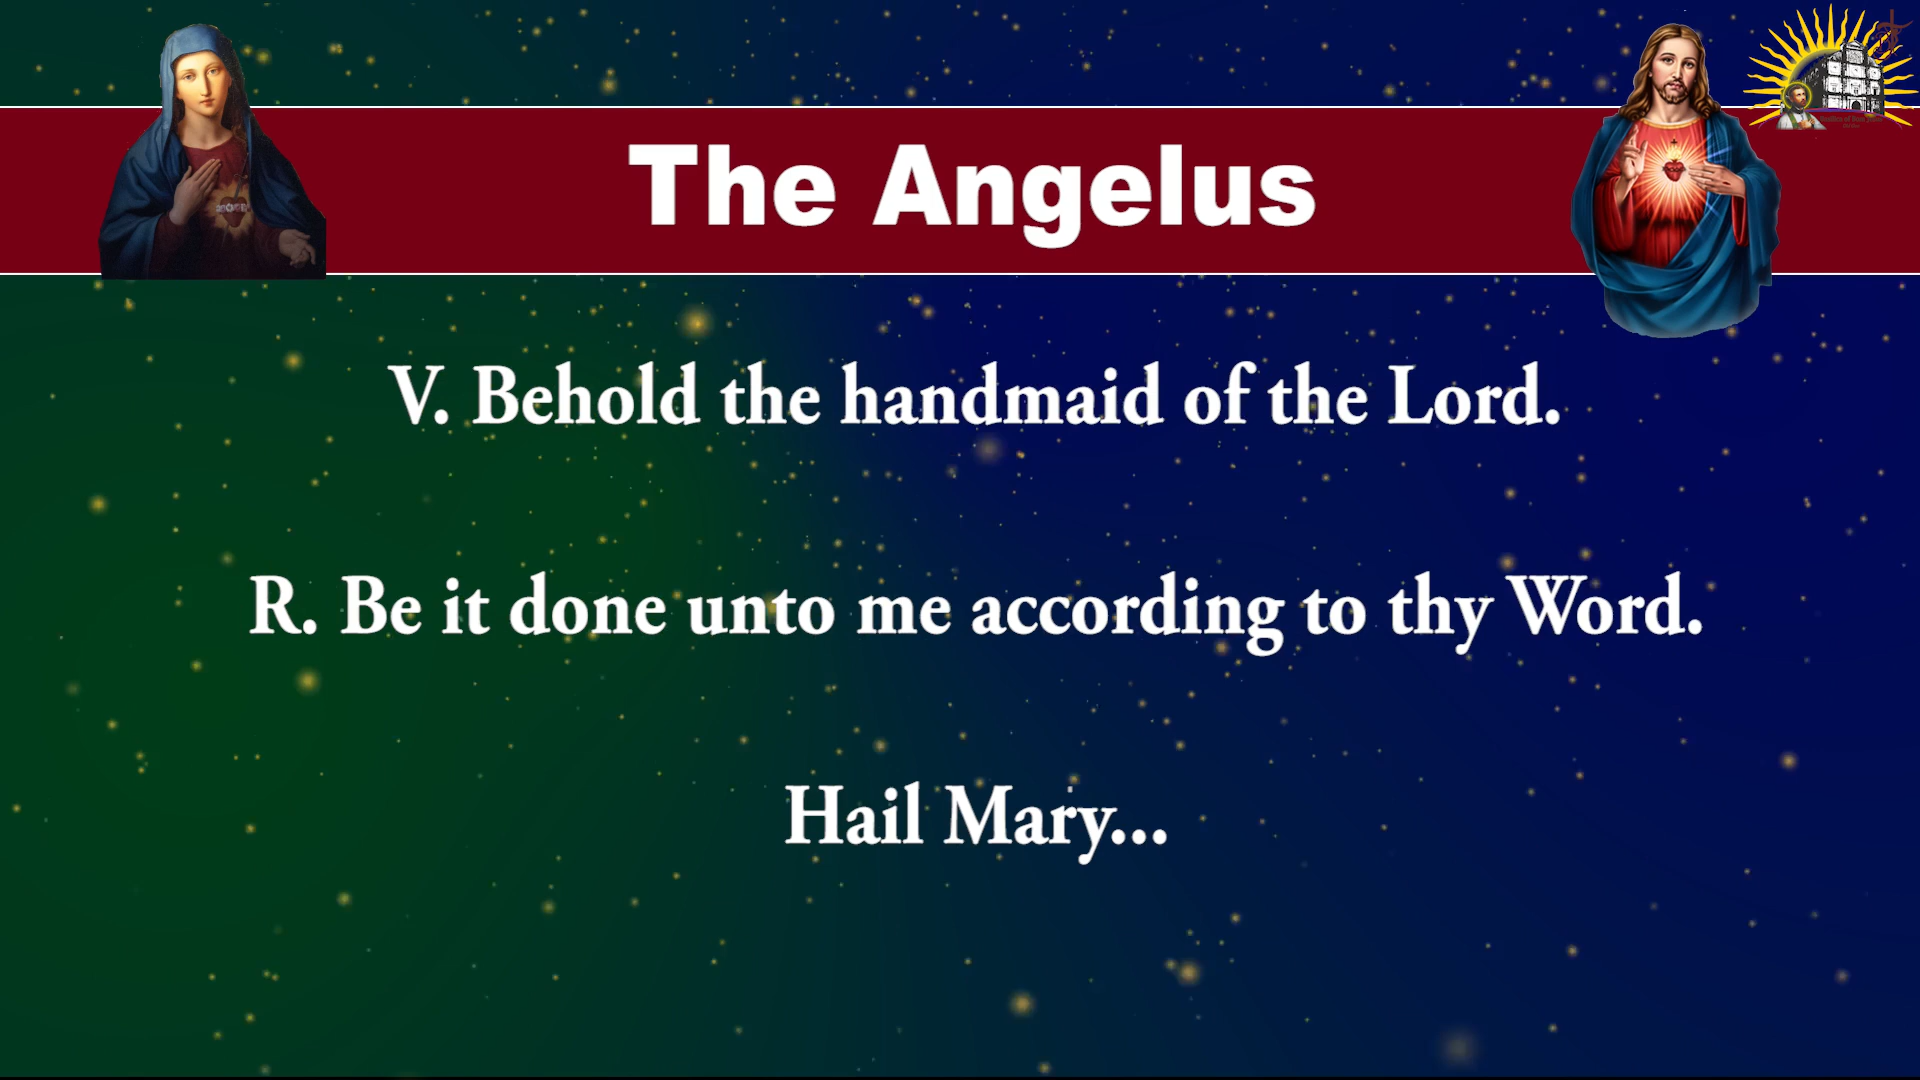 The Angelus
V. Behold the handmaid of the Lord.
R. Be it done unto me according to thy Word.
Hail Mary...